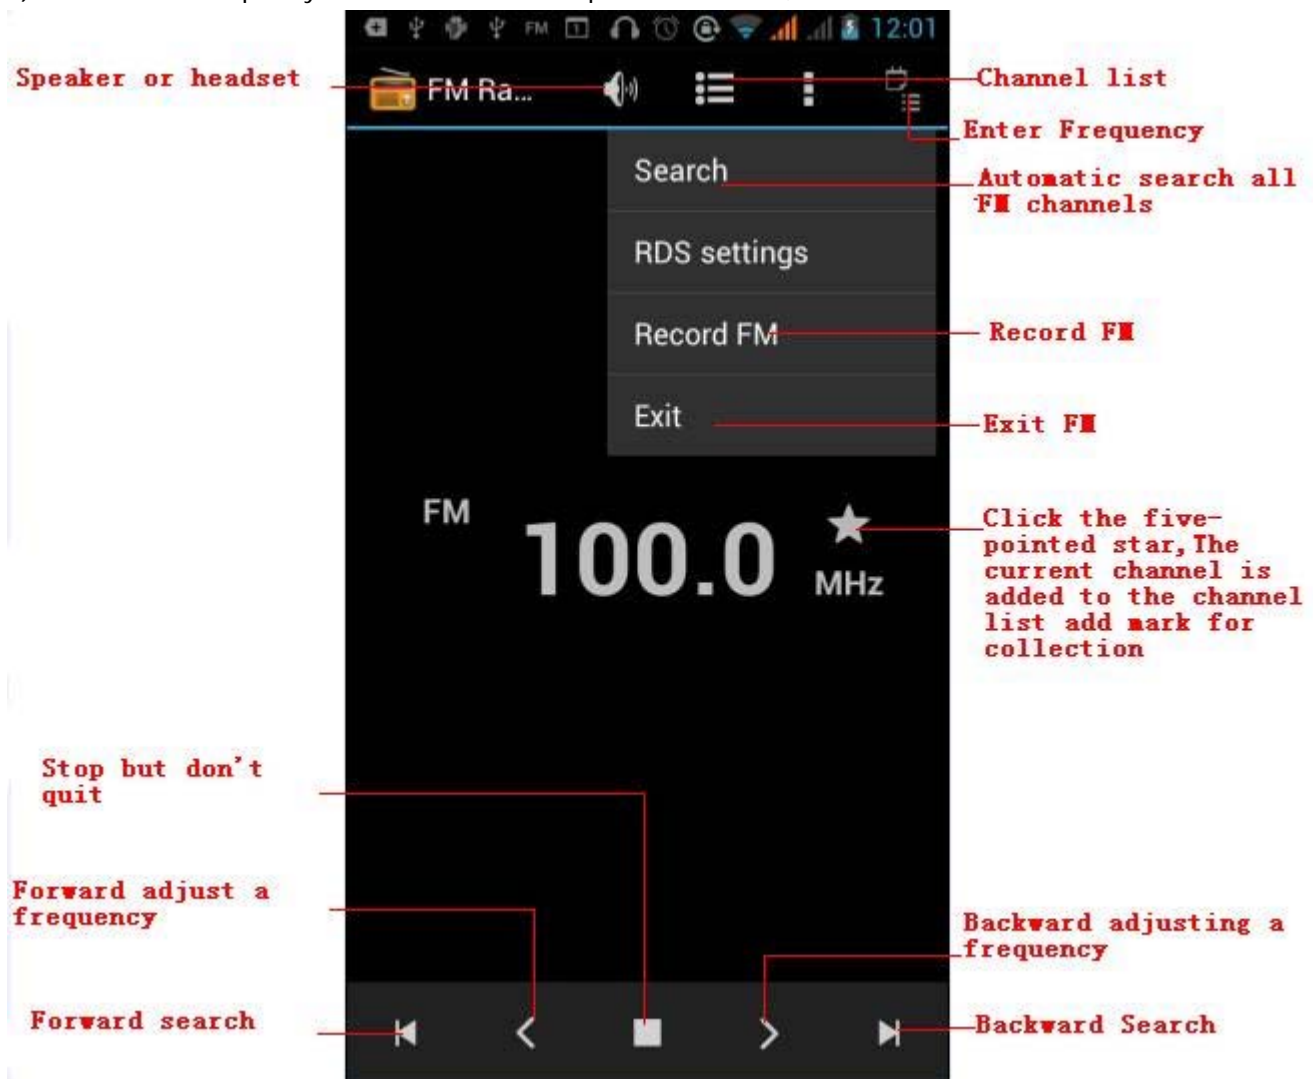 FM 1 12:01
Speaker or headset
FM Ra...
Channel list
Enter Frequency
Search
Automatic search all
FM channels
RDS settings
Record FM
Record FM
Exit
Exit FM
FM
100.0
MHz
Click the five-
pointed star,The
current channel is
added to the channel
list add mark for
collection
Stop but don't
quit
Forward adjust a
frequency
Backward adjusting a
frequency
Forward search
Backward Search